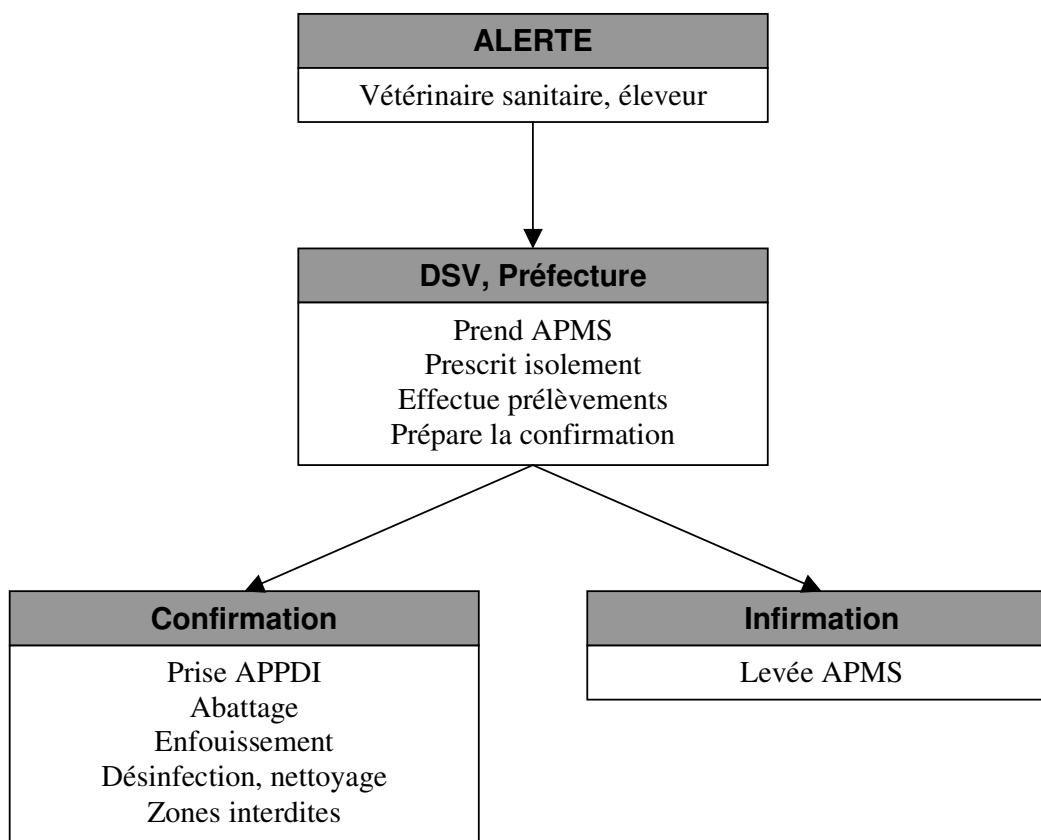 ALERTE
Vétérinaire sanitaire, éleveur
DSV, Préfecture
Prend APMS
Prescrit isolement
Effectue prélèvements
Prépare la confirmation
Confirmation
Prise APPDI
Abattage
Enfouissement
Désinfection, nettoyage
Zones interdites
Infirmation
Levée APMS